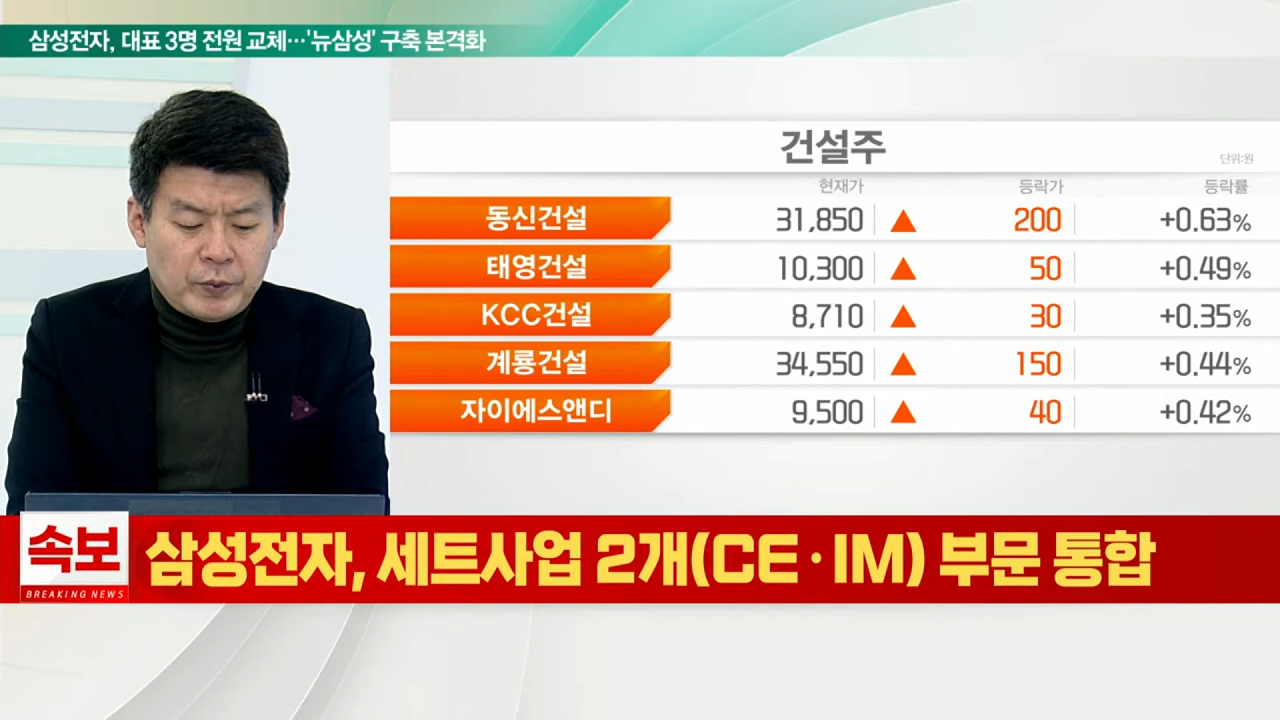 삼성전자, 대표 3명 전원 교체…'뉴삼성' 구축 본격화
건설주
단위:원
현재가 등락가 등락률
동신건설 31,850 ▲ 200 +0.63%
태영건설 10,300 ▲ 50 +0.49%
KCC건설 8,710 ▲ 30 +0.35%
계룡건설 34,550 ▲ 150 +0.44%
자이에스앤디 9,500 ▲ 40 +0.42%
속보
BREAKING NEWS
삼성전자, 세트사업 2개(CE·IM) 부문 통합